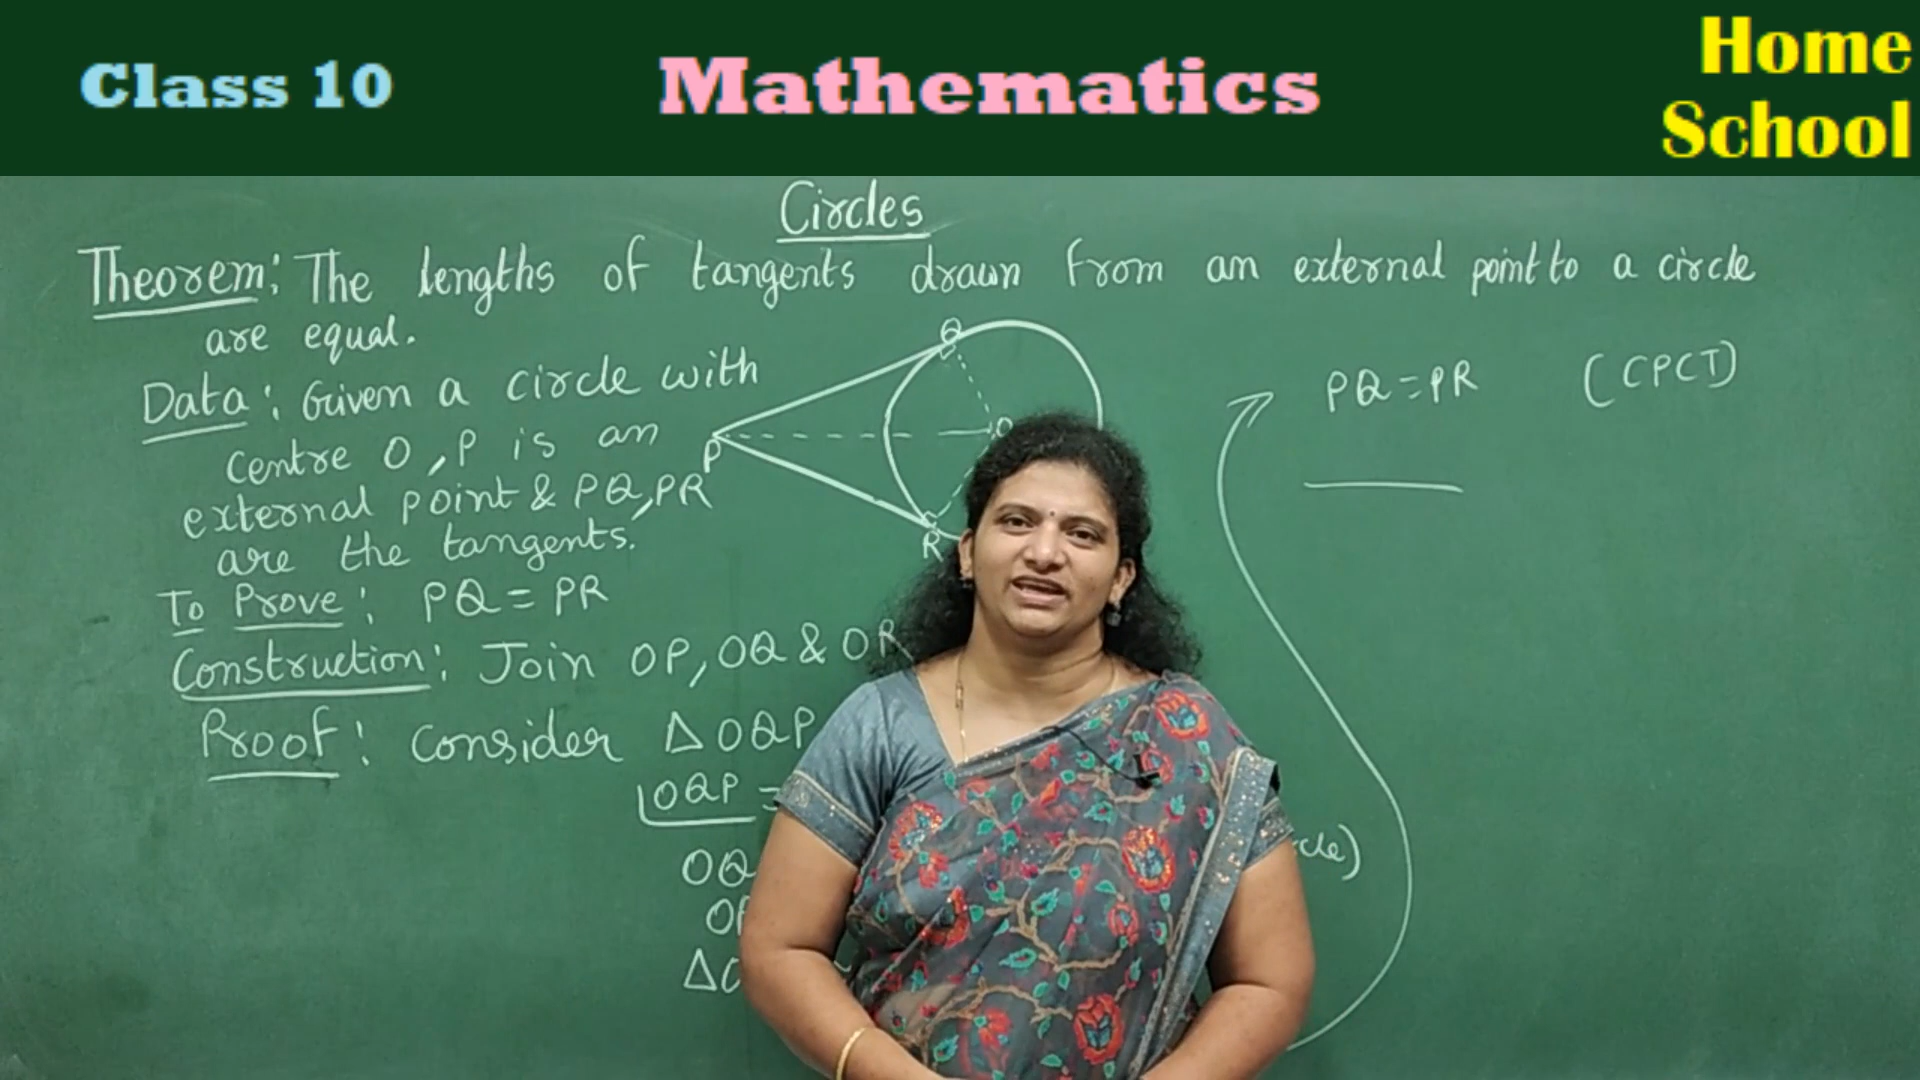 Class 10
Mathematics
Home
School
Circles
Theorem: The lengths of tangents drawn from an external point to a circle
are equal.
Data: Given a circle with
centre O, P is an
external point & PQ, PR
are the tangents.
To Prove: PQ = PR
Construction: Join OP, OQ & OR
Proof: Consider ΔOQP
∠OQP =
OQ
Q
O
P
R
PQ = PR (CPCT)